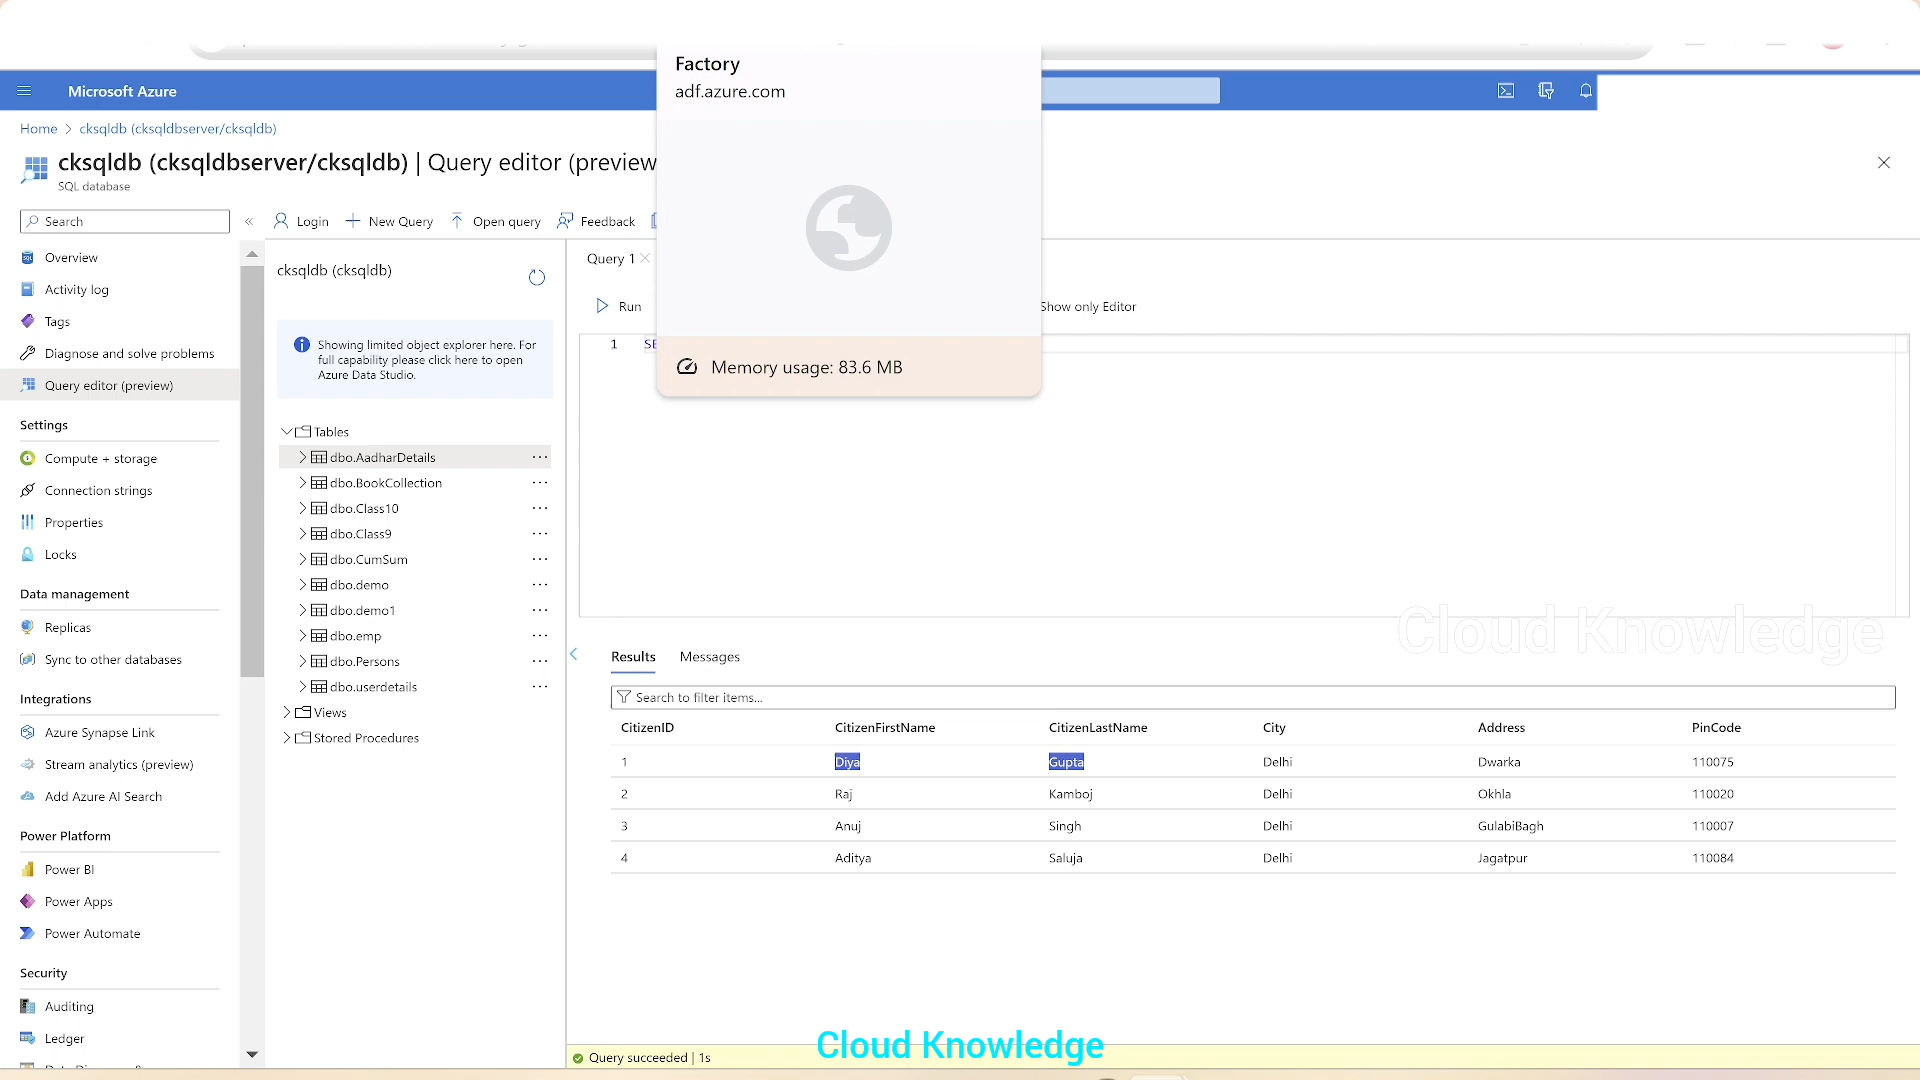 Factory
adf.azure.com
Microsoft Azure
Home > cksqldb (cksqldbserver/cksqldb)
cksqldb (cksqldbserver/cksqldb) | Query editor (preview
SQL database
Search
«
Login
New Query
Open query
Feedback
Overview
Activity log
Tags
Diagnose and solve problems
Query editor (preview)
Settings
Compute + storage
Connection strings
Properties
Locks
Data management
Replicas
Sync to other databases
Integrations
Azure Synapse Link
Stream analytics (preview)
Add Azure AI Search
Power Platform
Power BI
Power Apps
Power Automate
Security
Auditing
Ledger
cksqldb (cksqldb)
Showing limited object explorer here. For
full capability please click here to open
Azure Data Studio.
Tables
dbo.AadharDetails
dbo.BookCollection
dbo.Class10
dbo.Class9
dbo.CumSum
dbo.demo
dbo.demo1
dbo.emp
dbo.Persons
dbo.userdetails
Views
Stored Procedures
Query 1
Run
Show only Editor
1 SE
Memory usage: 83.6 MB
Cloud Knowledge
Results Messages
Search to filter items...
CitizenID CitizenFirstName CitizenLastName City Address PinCode
1 Diya Gupta Delhi Dwarka 110075
2 Raj Kamboj Delhi Okhla 110020
3 Anuj Singh Delhi GulabiBagh 110007
4 Aditya Saluja Delhi Jagatpur 110084
Query succeeded | 1s
Cloud Knowledge